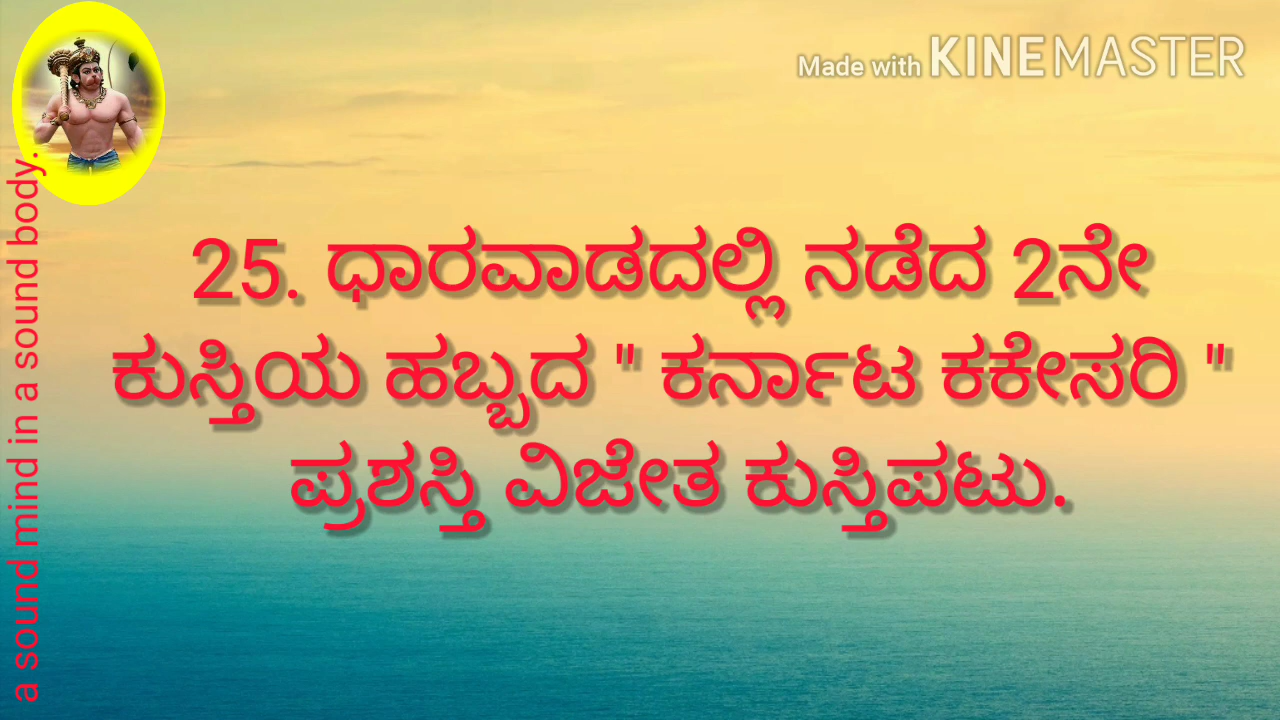 Made with KINEMASTER
a sound mind in a sound body.
25. ಧಾರವಾಡದಲ್ಲಿ ನಡೆದ 2ನೇ
ಕುಸ್ತಿಯ ಹಬ್ಬದ " ಕರ್ನಾಟ ಕಕೇಸರಿ "
ಪ್ರಶಸ್ತಿ ವಿಜೇತ ಕುಸ್ತಿಪಟು.